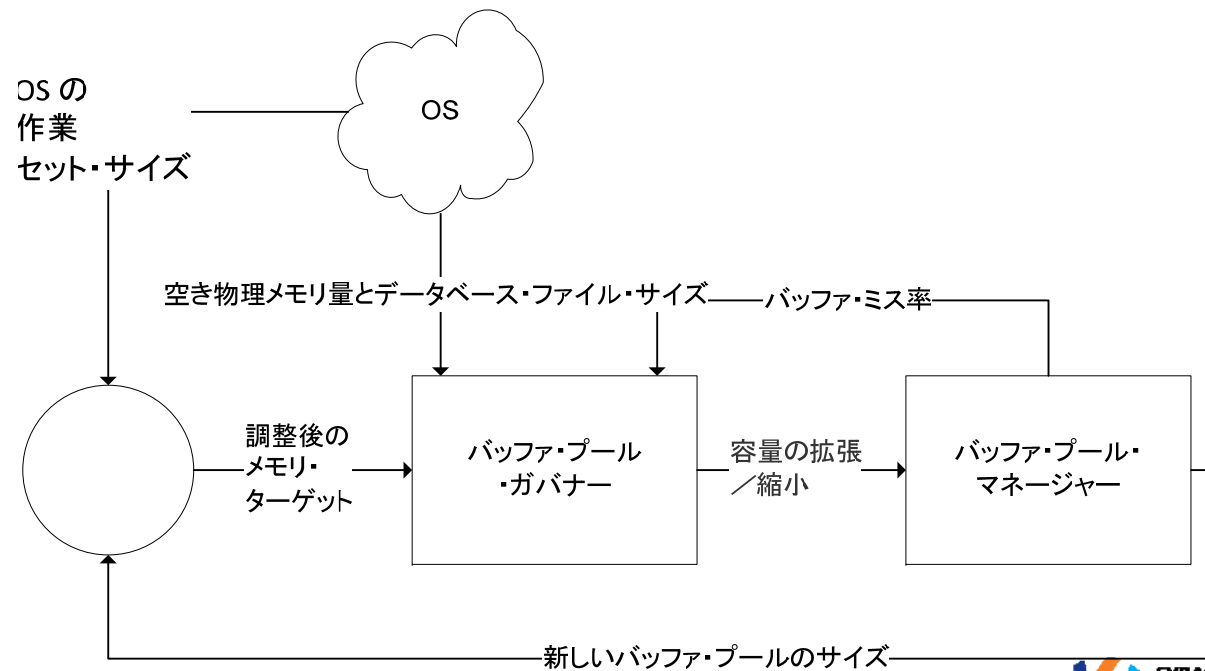 OS の
作業
セット・サイズ
OS
空き物理メモリ量とデータベース・ファイル・サイズ
バッファ・ミス率
調整後の
メモリ・
ターゲット
バッファ・プール
・ガバナー
容量の拡張
／縮小
バッファ・プール・
マネージャー
新しいバッファ・プールのサイズ